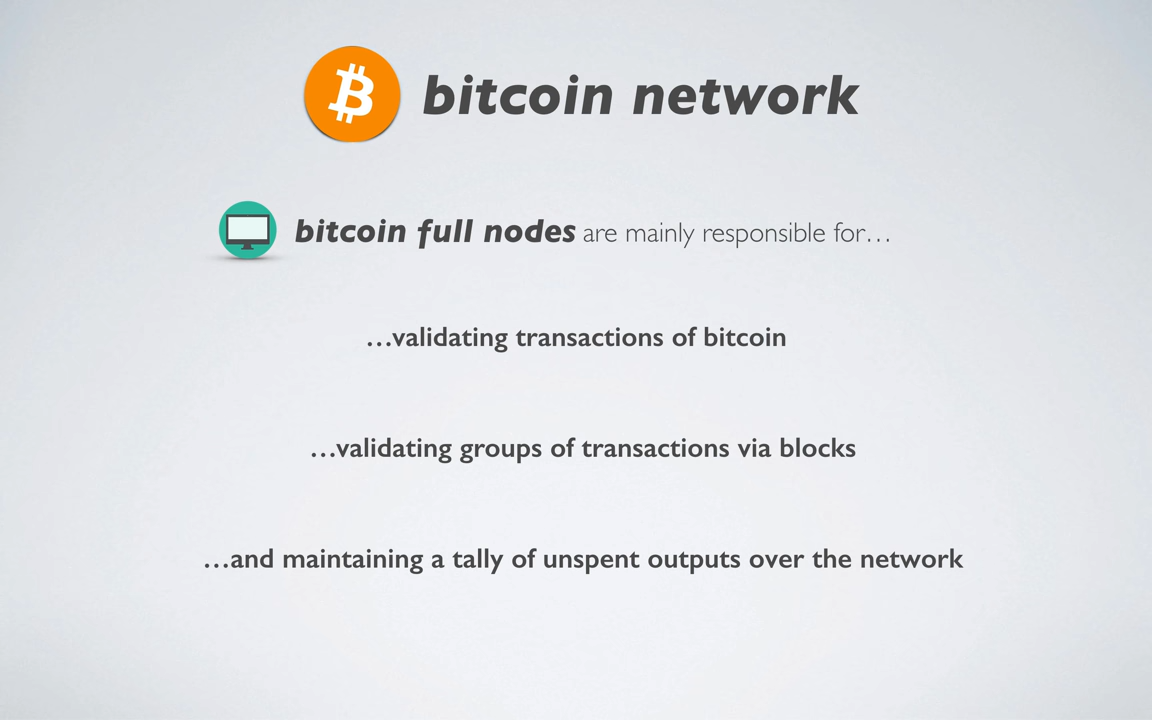 bitcoin network
bitcoin full nodes are mainly responsible for…
…validating transactions of bitcoin
…validating groups of transactions via blocks
…and maintaining a tally of unspent outputs over the network